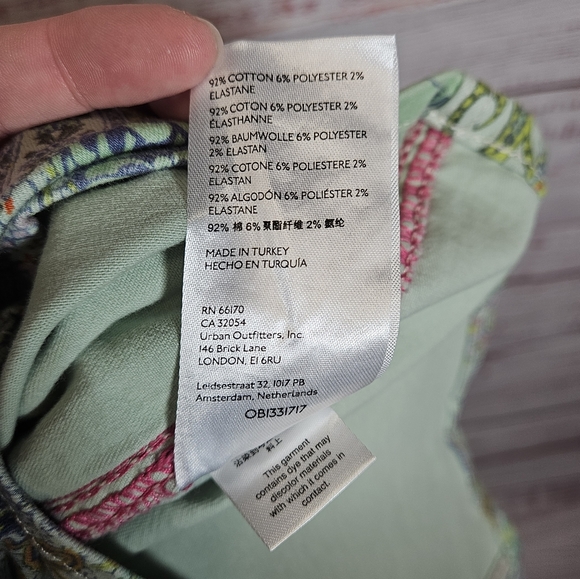 92% COTTON 6% POLYESTER 2%
ELASTANE
92% COTON 6% POLYESTER 2%
ÉLASTHANNE
92% BAUMWOLLE 6% POLYESTER
2% ELASTAN
92% COTONE 6% POLIESTERE 2%
ELASTAN
92% ALGODÓN 6% POLIÉSTER 2%
ELASTANE
92% 棉 6% 聚酯纤维 2% 氨纶
MADE IN TURKEY
HECHO EN TURQUÍA
RN 66170
CA 32054
Urban Outfitters, Inc.
146 Brick Lane
LONDON, E1 6RU
Leidsestraat 32, 1017 PB
Amsterdam, Netherlands
OB1331717
This garment
contains dye that may
discolor materials
with which it comes in
contact.